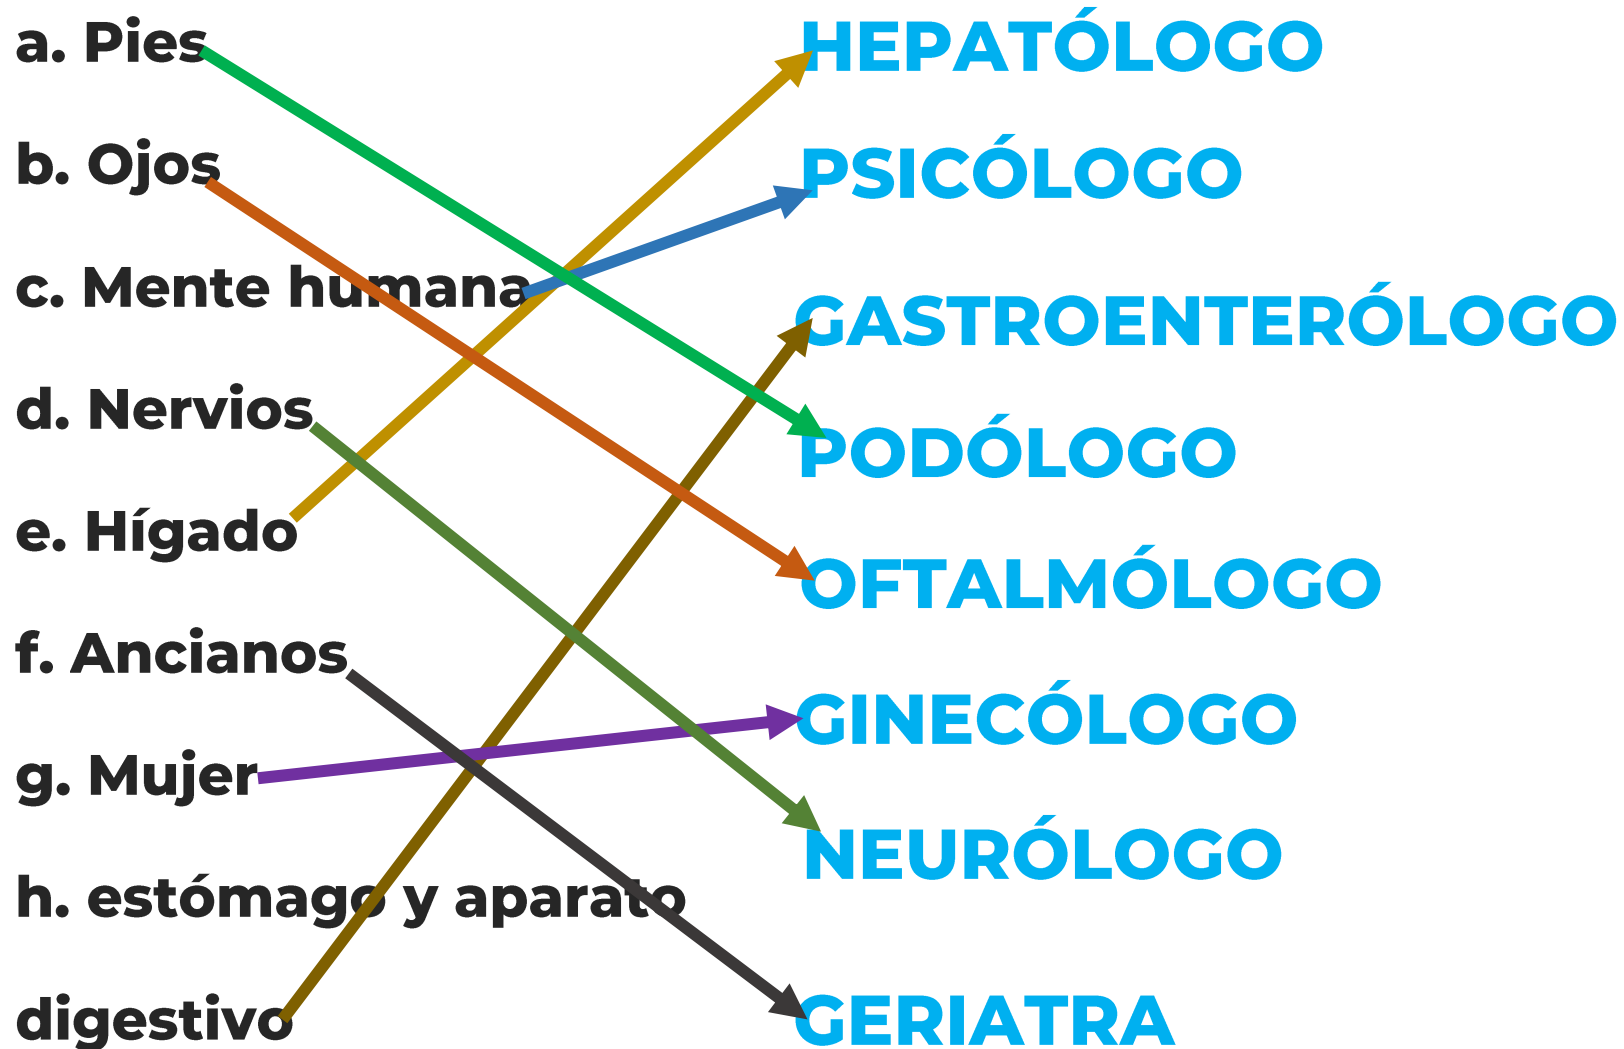 a. Pies
b. Ojos
c. Mente humana
d. Nervios
e. Hígado
f. Ancianos
g. Mujer
h. estómago y aparato
digestivo
HEPATÓLOGO
PSICÓLOGO
GASTROENTERÓLOGO
PODÓLOGO
OFTALMÓLOGO
GINECÓLOGO
NEURÓLOGO
GERIATRA